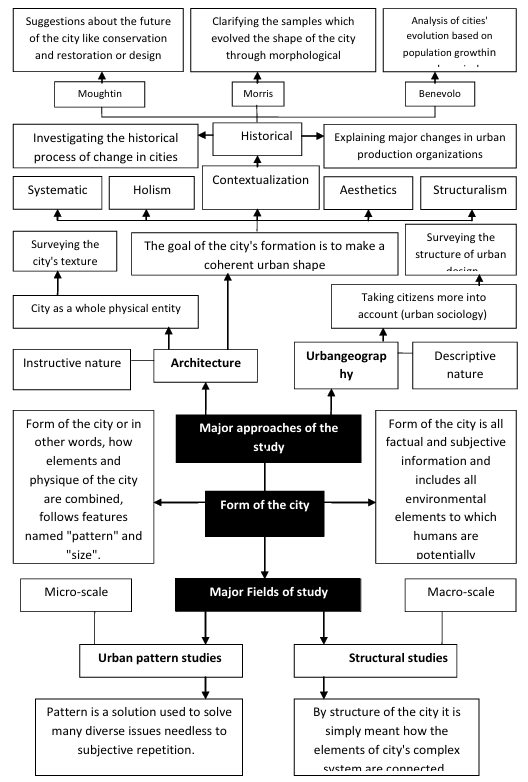 Suggestions about the future
of the city like conservation
and restoration or design
Clarifying the samples which
evolved the shape of the city
through morphological
Analysis of cities'
evolution based on
population growthin
Moughtin
Morris
Benevolo
Investigating the historical
process of change in cities
Historical
Explaining major changes in urban
production organizations
Contextualization
Systematic
Holism
Aesthetics
Structuralism
Surveying the
city's texture
The goal of the city's formation is to make a
coherent urban shape
Surveying the
structure of urban
design
City as a whole physical entity
Taking citizens more into
account (urban sociology)
Instructive nature
Architecture
Urbangeograp
hy
Descriptive
nature
Major approaches of the
study
Form of the city or in
other words, how
elements and
physique of the city
are combined,
follows features
named "pattern" and
"size".
Form of the city
Form of the city is all
factual and subjective
information and
includes all
environmental
elements to which
humans are
potentially
Micro-scale
Major Fields of study
Macro-scale
Urban pattern studies
Structural studies
Pattern is a solution used to solve
many diverse issues needless to
subjective repetition.
By structure of the city it is
simply meant how the
elements of city's complex
system are connected